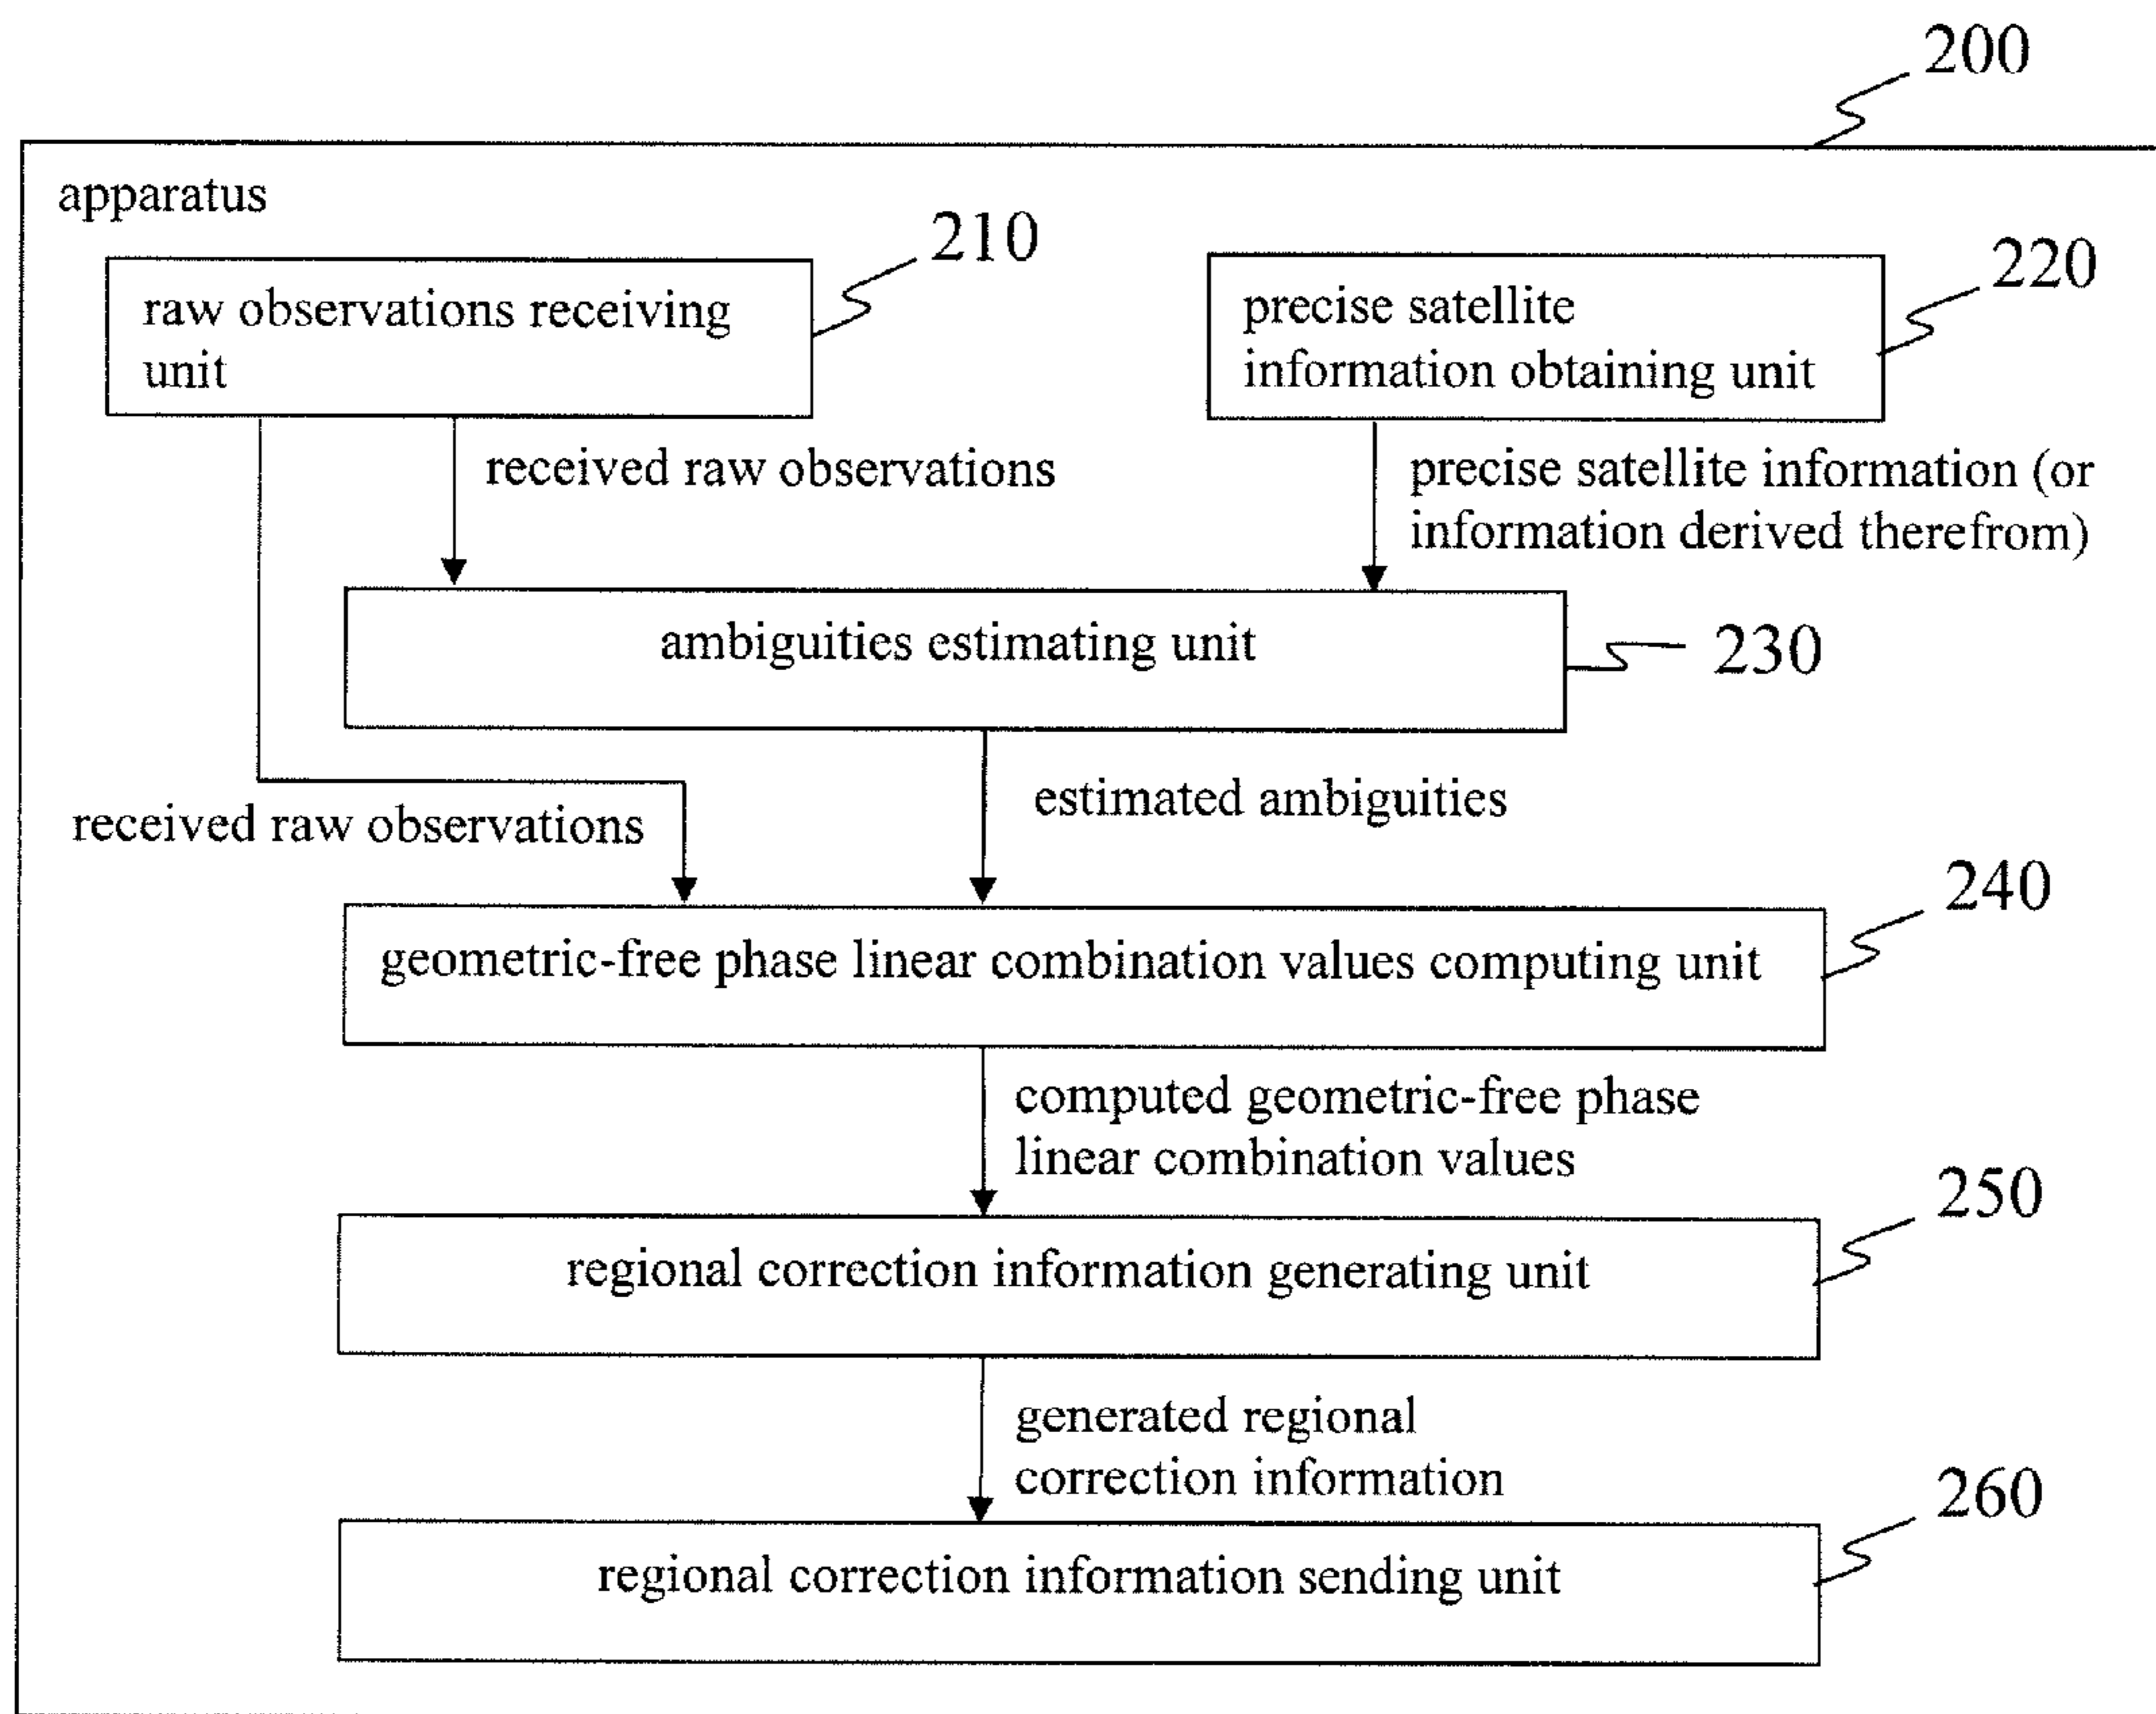 200
apparatus
210
220
raw observations receiving
unit
precise satellite
information obtaining unit
received raw observations
precise satellite information (or
information derived therefrom)
ambiguities estimating unit
230
received raw observations
estimated ambiguities
240
geometric-free phase linear combination values computing unit
computed geometric-free phase
linear combination values
250
regional correction information generating unit
generated regional
correction information
260
regional correction information sending unit